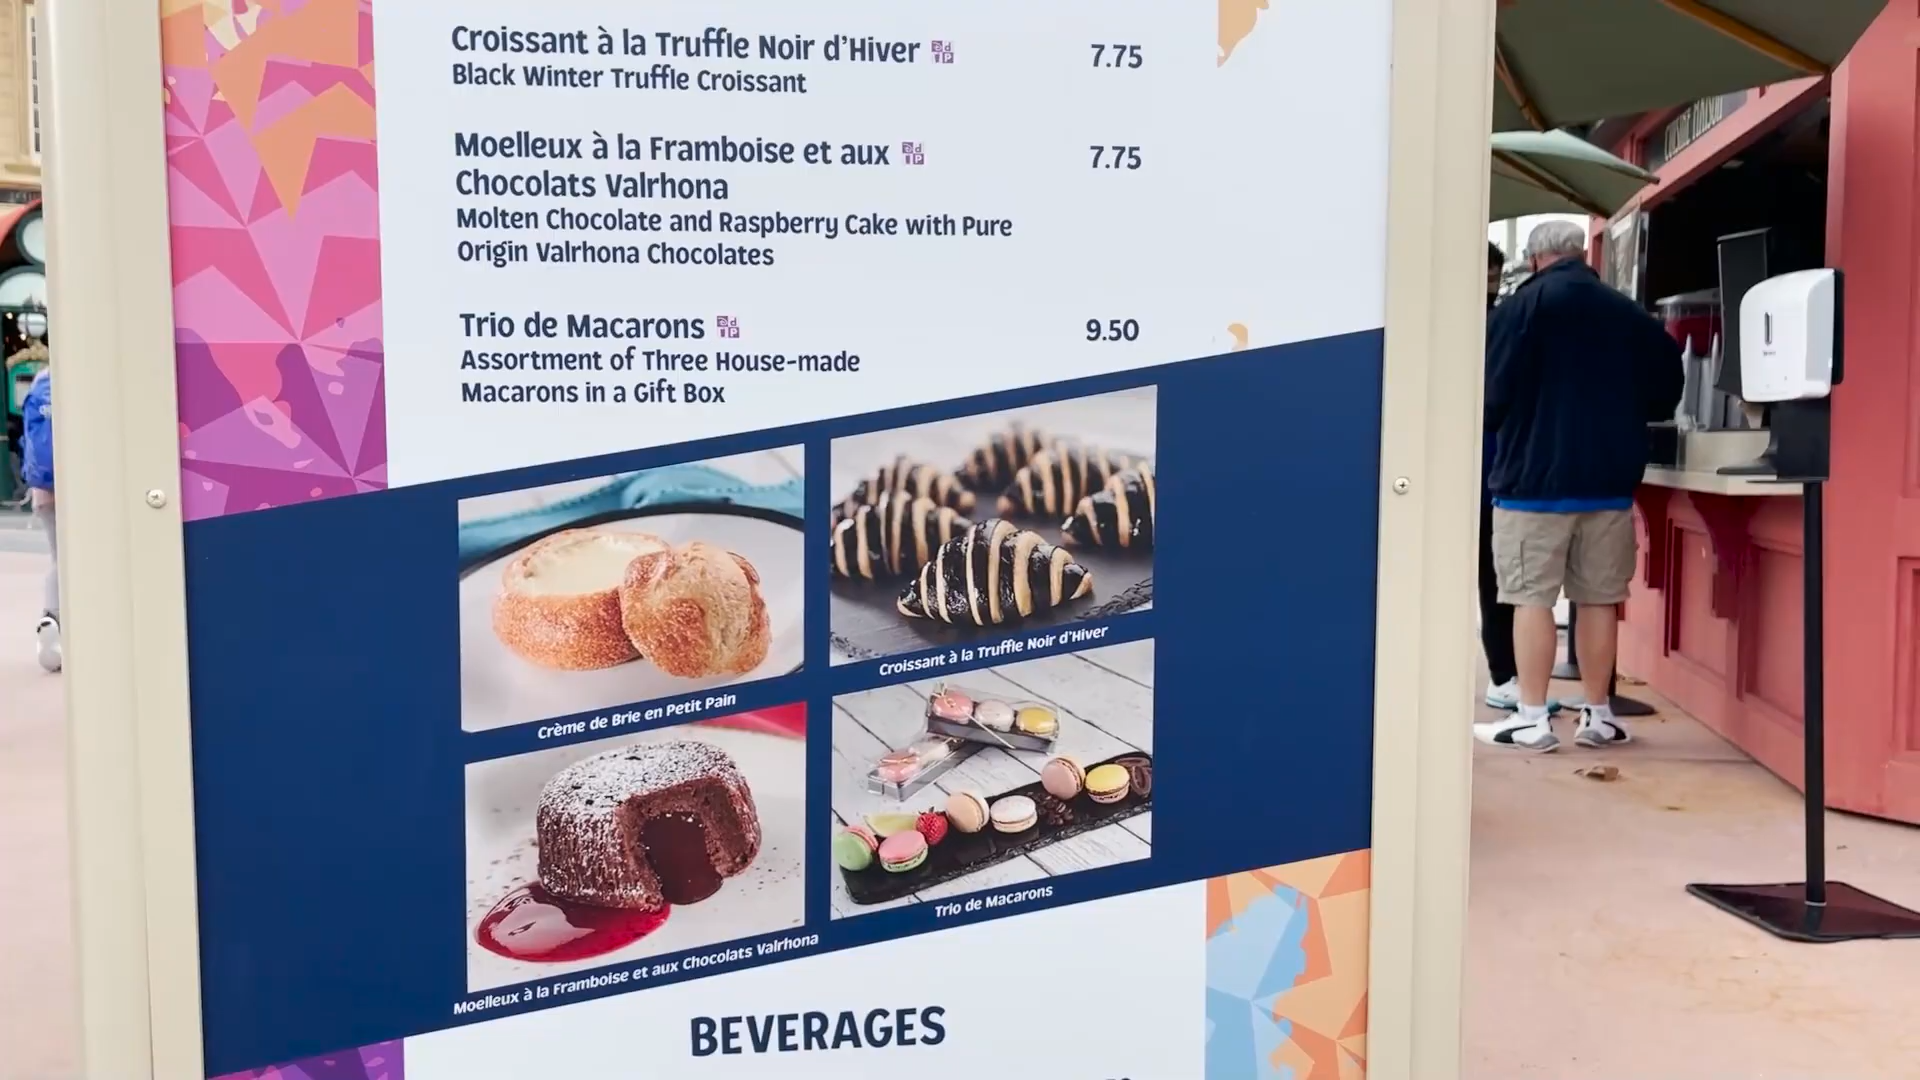 Croissant à la Truffle Noir d'Hiver
7.75
Black Winter Truffle Croissant
Moelleux à la Framboise et aux
7.75
Chocolats Valrhona
Molten Chocolate and Raspberry Cake with Pure
Origin Valrhona Chocolates
Trio de Macarons
9.50
Assortment of Three House-made
Macarons in a Gift Box
Crème de Brie en Petit Pain
Croissant à la Truffle Noir d'Hiver
Moelleux à la Framboise et aux Chocolats Valrhona
Trio de Macarons
BEVERAGES